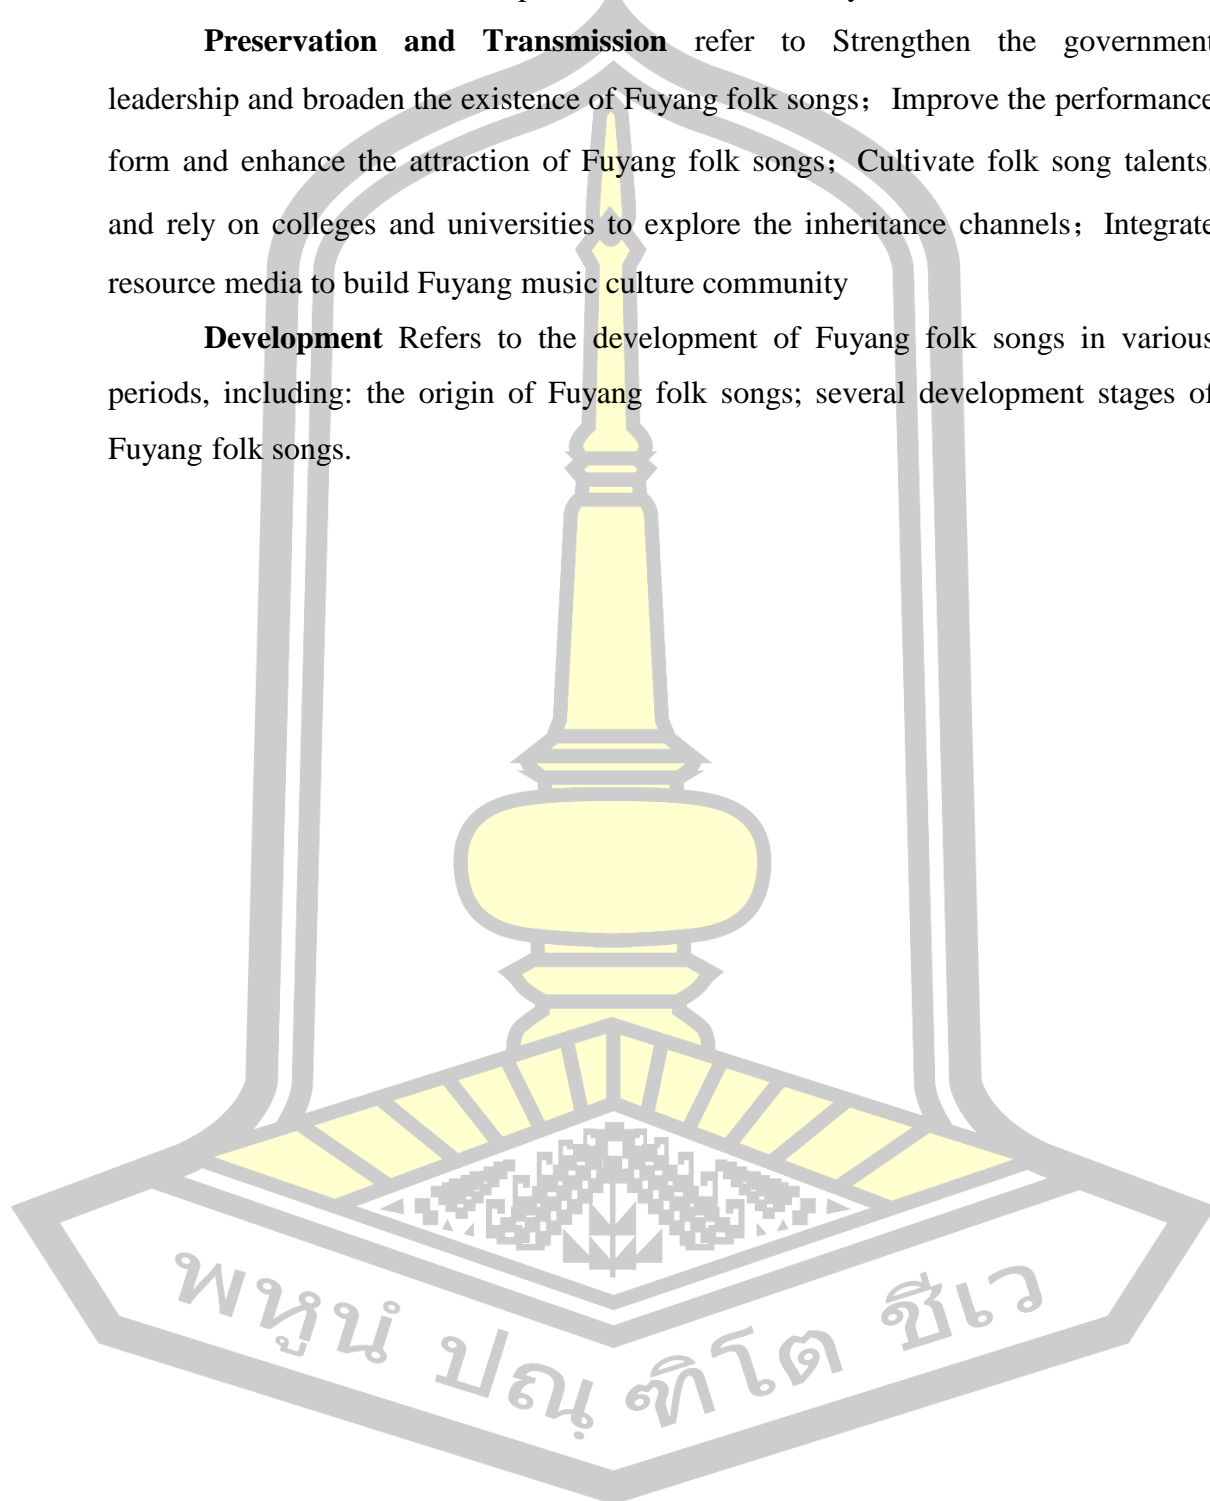 Preservation and Transmission refer to Strengthen the government
leadership and broaden the existence of Fuyang folk songs；Improve the performance
form and enhance the attraction of Fuyang folk songs；Cultivate folk song talents,
and rely on colleges and universities to explore the inheritance channels；Integrate
resource media to build Fuyang music culture community
Development Refers to the development of Fuyang folk songs in various
periods, including: the origin of Fuyang folk songs; several development stages of
Fuyang folk songs.
พหูนํ ปณฺฑิโต ชีเว